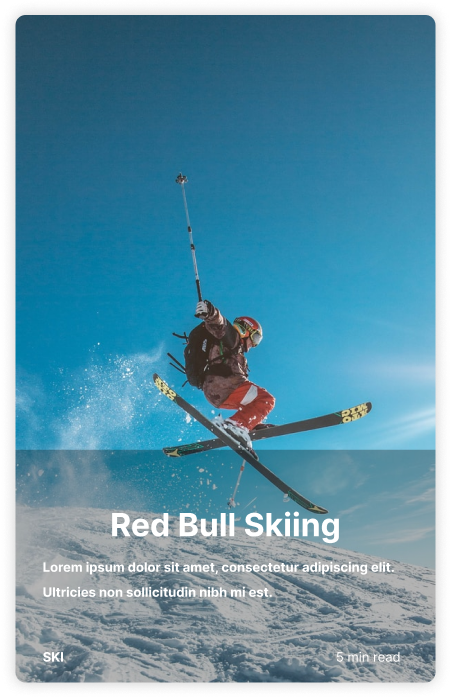 Red Bull Skiing
Lorem ipsum dolor sit amet, consectetur adipiscing elit.
Ultricies non sollicitudin nibh mi est.
SKI
5 min read